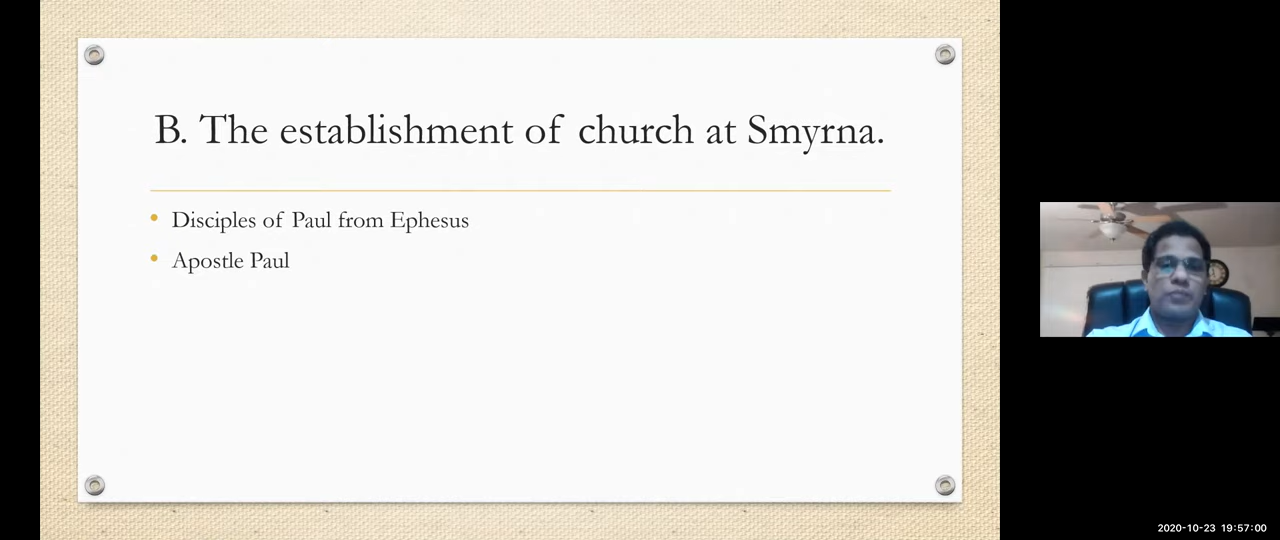 B. The establishment of church at Smyrna.
Disciples of Paul from Ephesus
Apostle Paul
2020-10-23 19:57:00